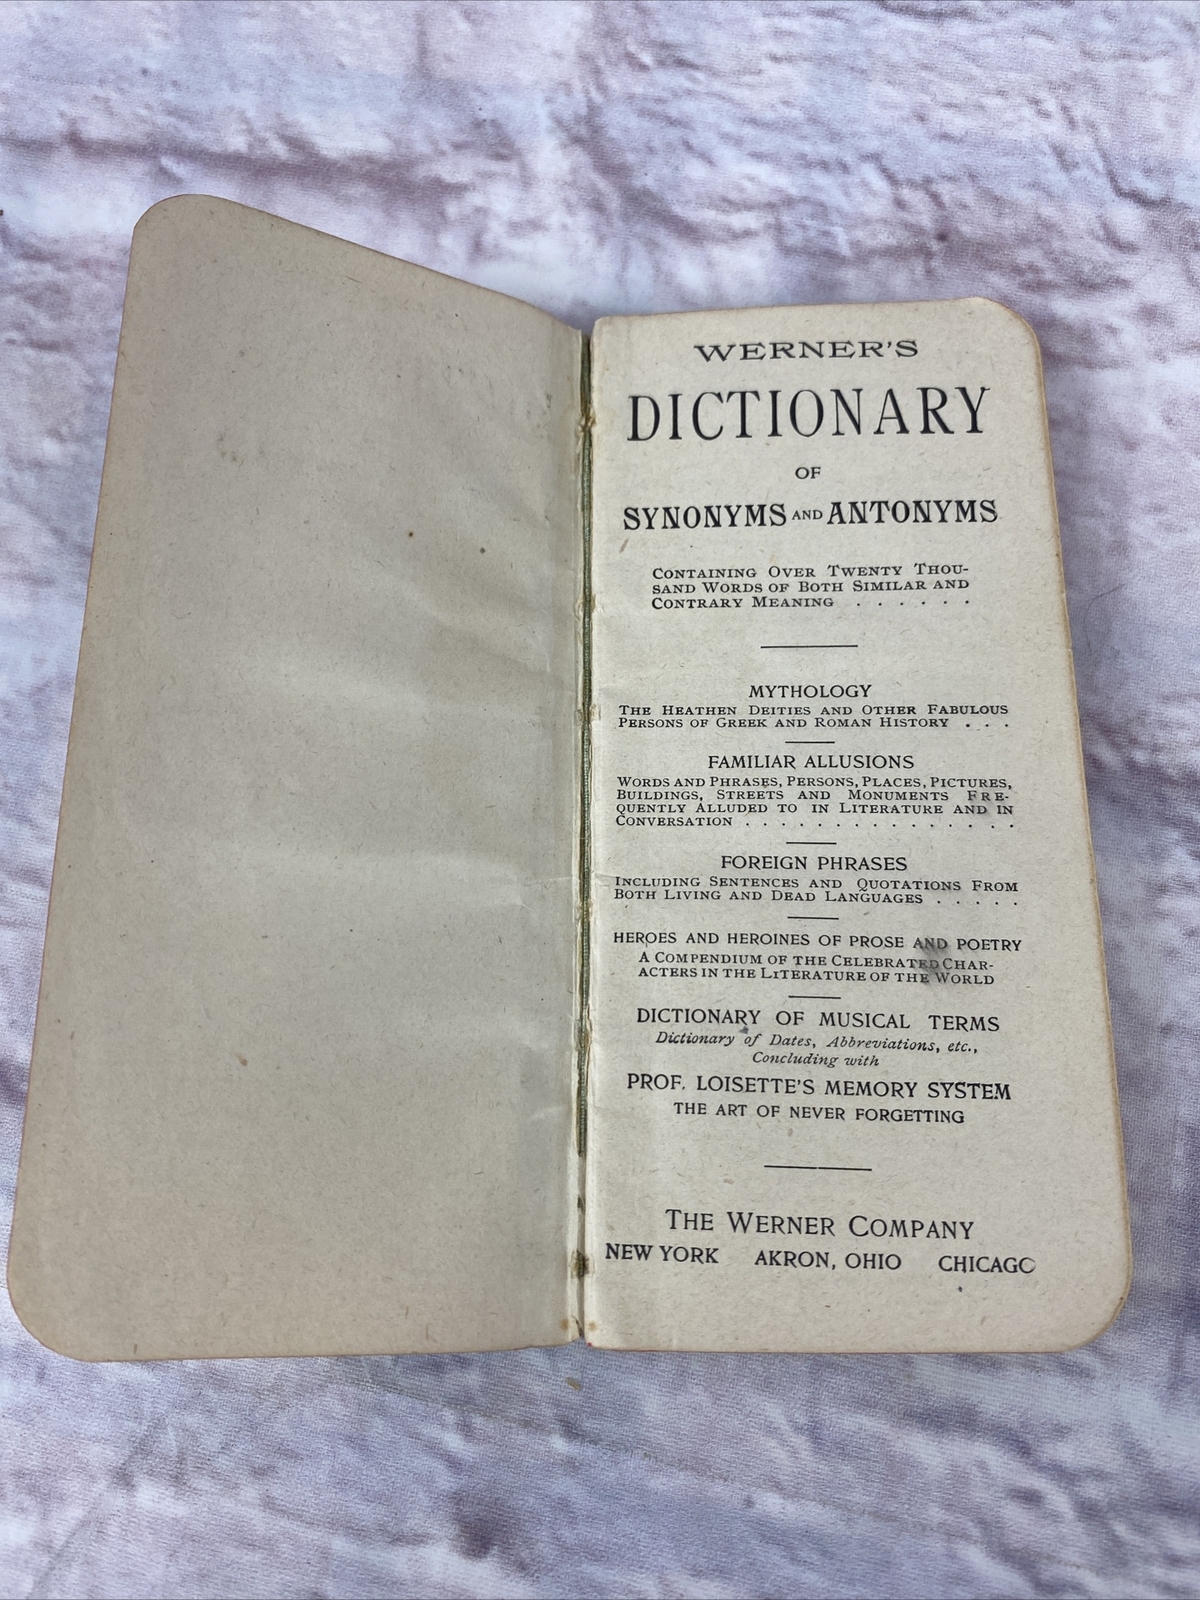 WERNER'S
DICTIONARY
OF
SYNONYMS AND ANTONYMS
CONTAINING OVER TWENTY THOU-
SAND WORDS OF BOTH SIMILAR AND
CONTRARY MEANING . . . . . .
MYTHOLOGY
THE HEATHEN DEITIES AND OTHER FABULOUS
PERSONS OF GREEK AND ROMAN HISTORY . . .
FAMILIAR ALLUSIONS
WORDS AND PHRASES, PERSONS, PLACES, PICTURES,
BUILDINGS, STREETS AND MONUMENTS FRE-
QUENTLY ALLUDED TO IN LITERATURE AND IN
CONVERSATION . . . . . . . . . . . . . . .
FOREIGN PHRASES
INCLUDING SENTENCES AND QUOTATIONS FROM
BOTH LIVING AND DEAD LANGUAGES . . . . .
HEROES AND HEROINES OF PROSE AND POETRY
A COMPENDIUM OF THE CELEBRATED CHAR-
ACTERS IN THE LITERATURE OF THE WORLD
DICTIONARY OF MUSICAL TERMS
Dictionary of Dates, Abbreviations, etc.,
Concluding with
PROF. LOISETTE'S MEMORY SYSTEM
THE ART OF NEVER FORGETTING
THE WERNER COMPANY
NEW YORK AKRON, OHIO CHICAGO